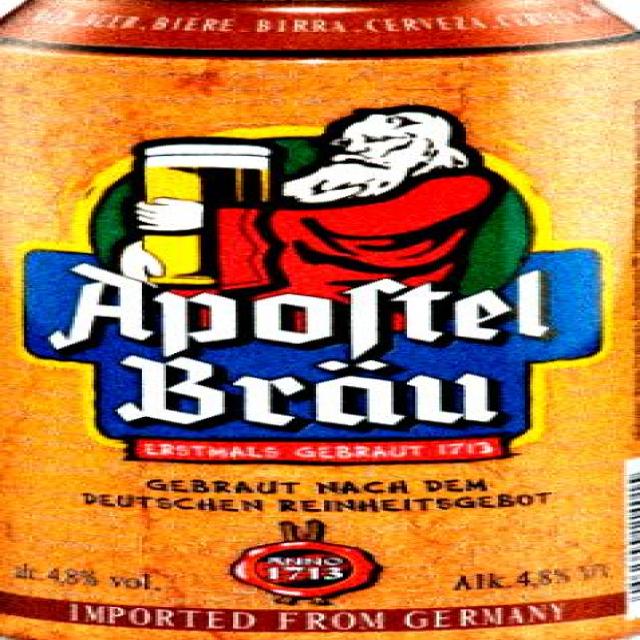 BEER.BIERE.BIRRA.CERVEZA.
Apoſtel
Bräu
ERSTMALS GEBRAUT 1713
GEBRAUT NACH DEM
DEUTSCHEN REINHEITSGEBOT
ANNO
1713
alc. 4,8% vol.
Alk. 4,8%
IMPORTED FROM GERMANY